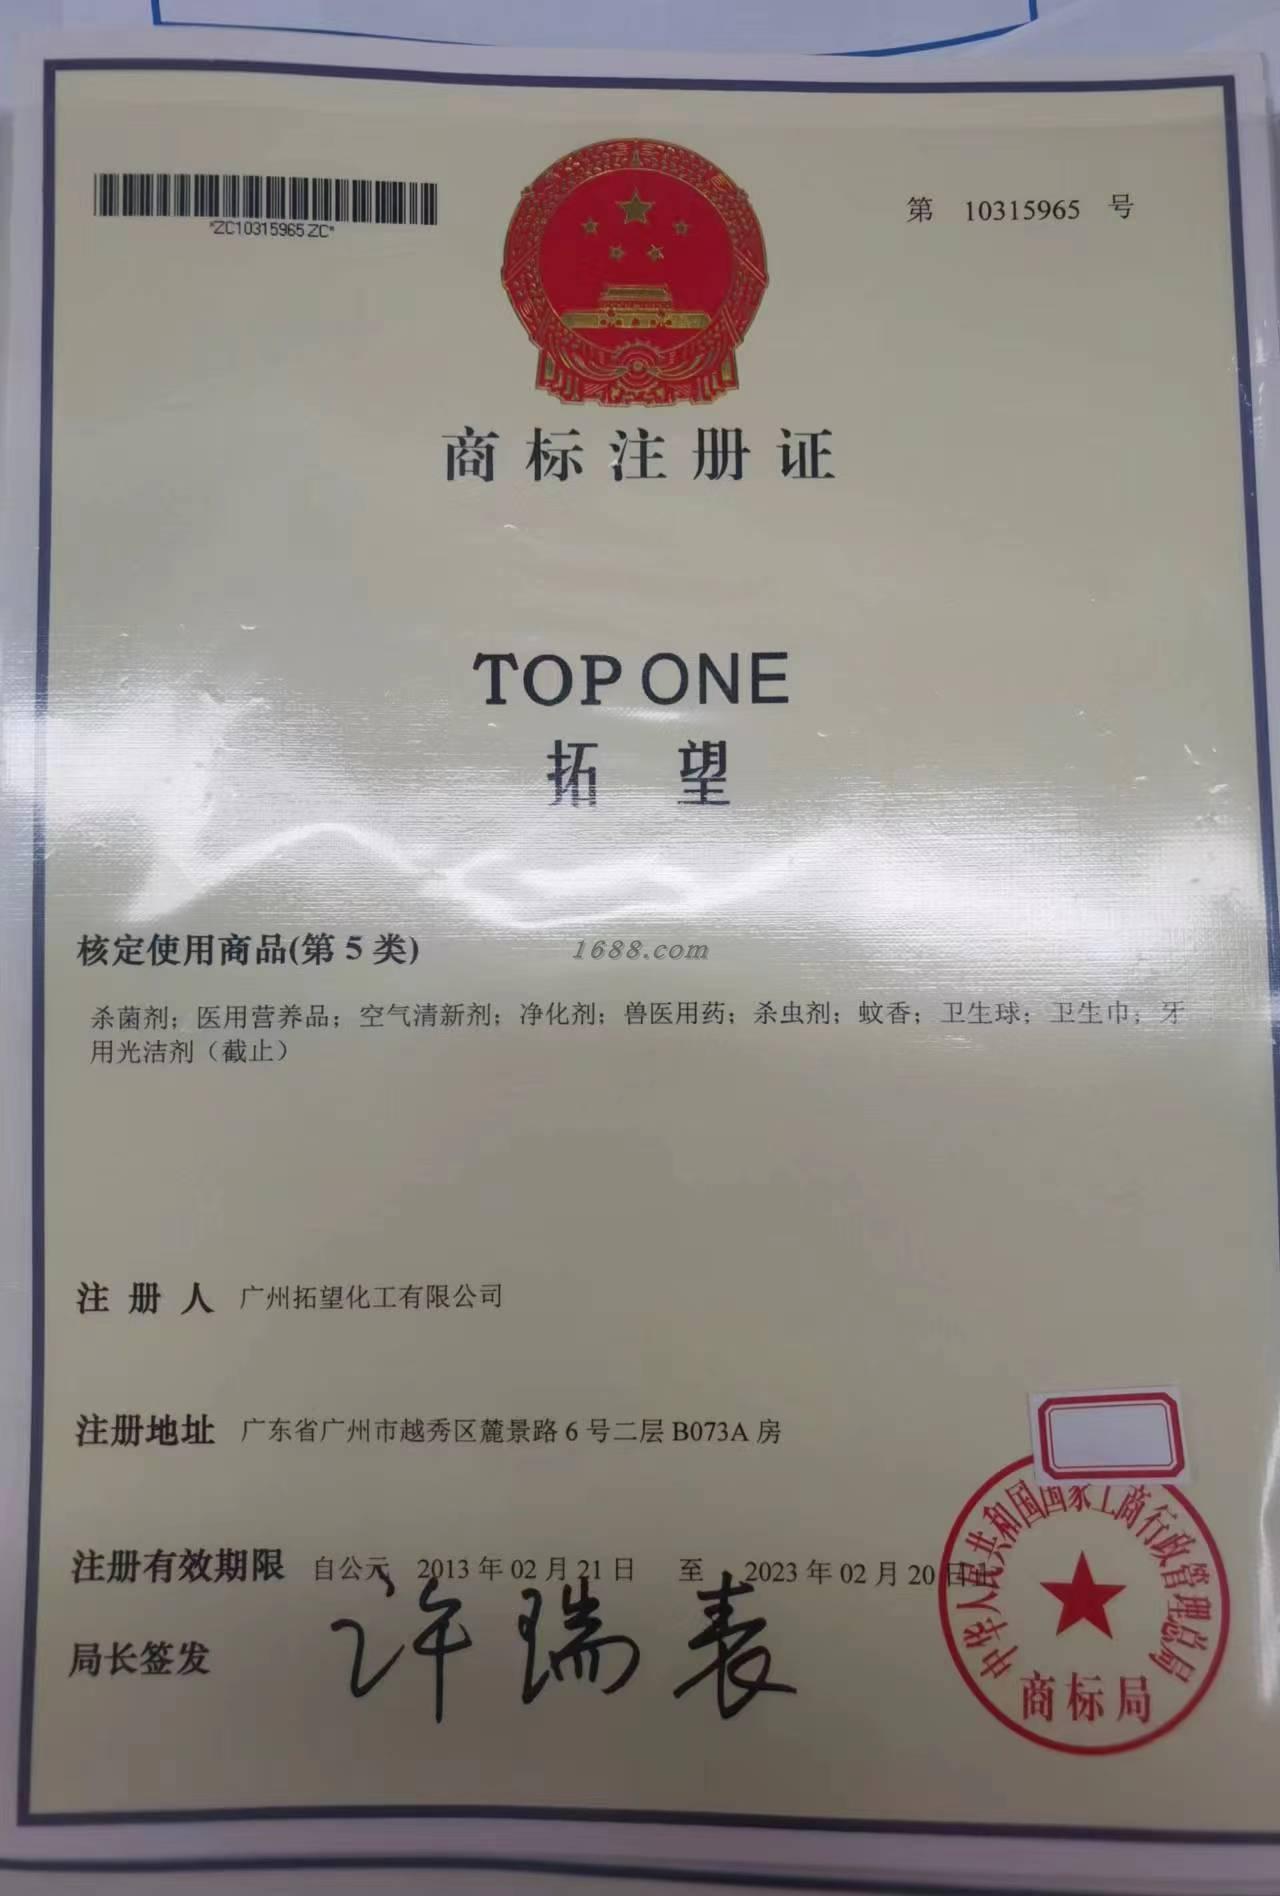 *ZC10315965ZC*
第 10315965 号
商标注册证
TOP ONE
拓望
核定使用商品(第 5 类)
1688.com
杀菌剂；医用营养品；空气清新剂；净化剂；兽医用药；杀虫剂；蚊香；卫生球；卫生巾；牙
用光洁剂（截止）
注册人 广州拓望化工有限公司
注册地址 广东省广州市越秀区麓景路 6 号二层 B073A 房
注册有效期限 自公元 2013 年 02 月 21 日 至 2023 年 02 月 20 日止
局长签发 许瑞表
中华人民共和国国家工商行政管理总局
商标局